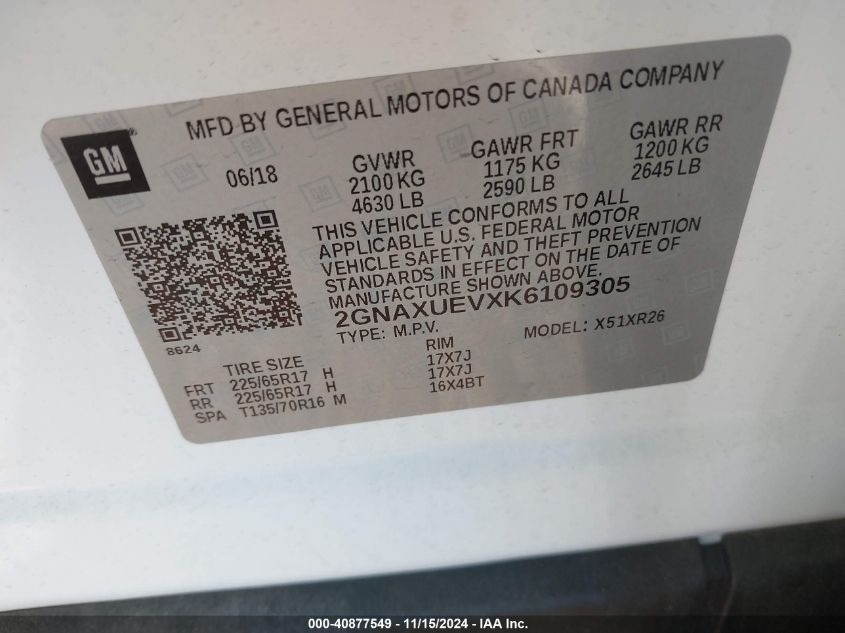 MFD BY GENERAL MOTORS OF CANADA COMPANY
GM ®
06/18
GVWR GAWR FRT GAWR RR
2100 KG 1175 KG 1200 KG
4630 LB 2590 LB 2645 LB
THIS VEHICLE CONFORMS TO ALL
APPLICABLE U.S. FEDERAL MOTOR
VEHICLE SAFETY AND THEFT PREVENTION
STANDARDS IN EFFECT ON THE DATE OF
MANUFACTURE SHOWN ABOVE.
2GNAXUEVXK6109305
TYPE: M.P.V. MODEL: X51XR26
8624
TIRE SIZE RIM
FRT 225/65R17 H 17X7J
RR 225/65R17 H 17X7J
SPA T135/70R16 M 16X4BT
000-40877549 - 11/15/2024 - IAA Inc.